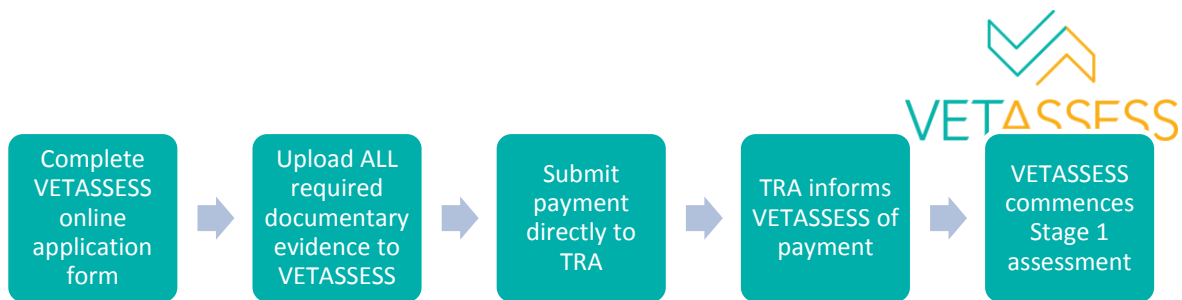 VETASSESS
Complete
VETASSESS
online
application
form
Upload ALL
required
documentary
evidence to
VETASSESS
Submit
payment
directly to
TRA
TRA informs
VETASSESS of
payment
VETASSESS
commences
Stage 1
assessment